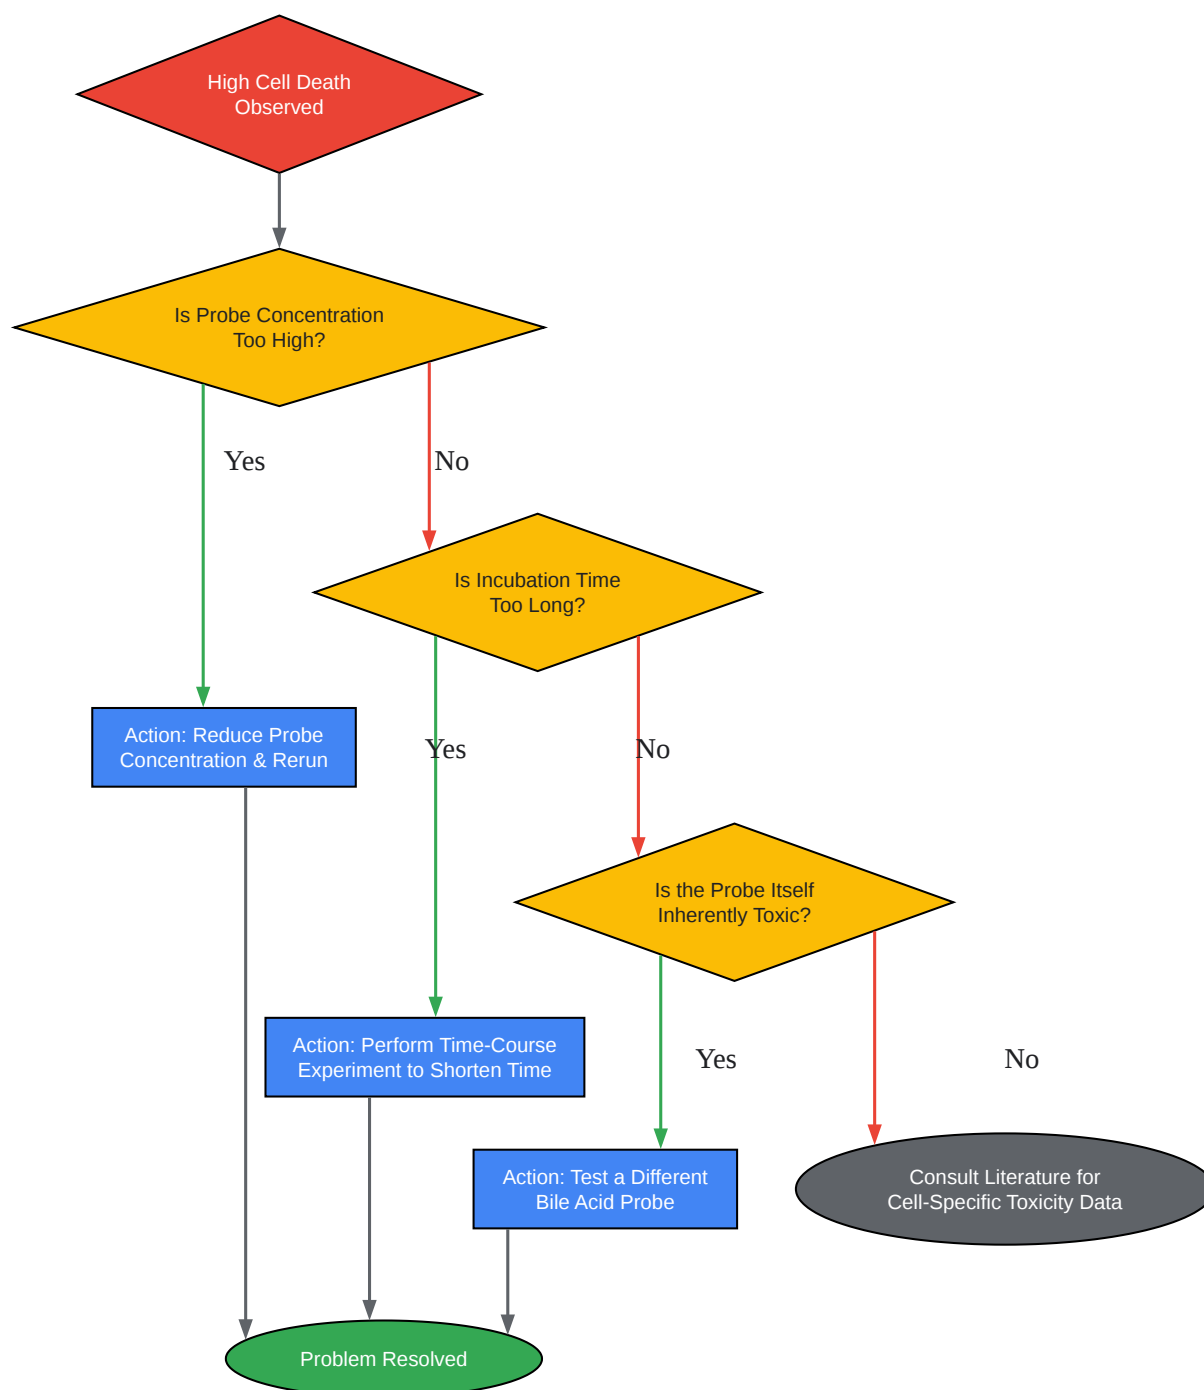 High Cell Death
Observed
Is Probe Concentration
Too High?
Yes
No
Is Incubation Time
Too Long?
Action: Reduce Probe
Concentration & Rerun
Yes
No
Is the Probe Itself
Inherently Toxic?
Action: Perform Time-Course
Experiment to Shorten Time
Yes
No
Action: Test a Different
Bile Acid Probe
Consult Literature for
Cell-Specific Toxicity Data
Problem Resolved